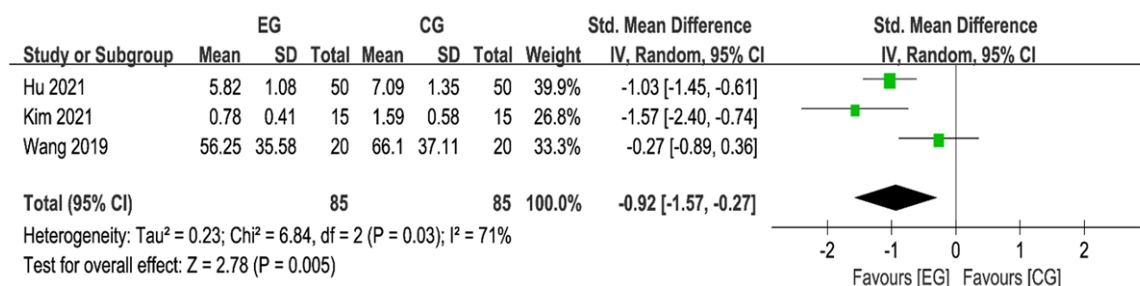 EG CG Std. Mean Difference Std. Mean Difference
Study or Subgroup Mean SD Total Mean SD Total Weight IV, Random, 95% CI IV, Random, 95% CI
Hu 2021 5.82 1.08 50 7.09 1.35 50 39.9% -1.03 [-1.45, -0.61]
Kim 2021 0.78 0.41 15 1.59 0.58 15 26.8% -1.57 [-2.40, -0.74]
Wang 2019 56.25 35.58 20 66.1 37.11 20 33.3% -0.27 [-0.89, 0.36]
Total (95% CI) 85 85 100.0% -0.92 [-1.57, -0.27]
Heterogeneity: Tau² = 0.23; Chi² = 6.84, df = 2 (P = 0.03); I² = 71%
Test for overall effect: Z = 2.78 (P = 0.005)
-2 -1 0 1 2
Favours [EG] Favours [CG]